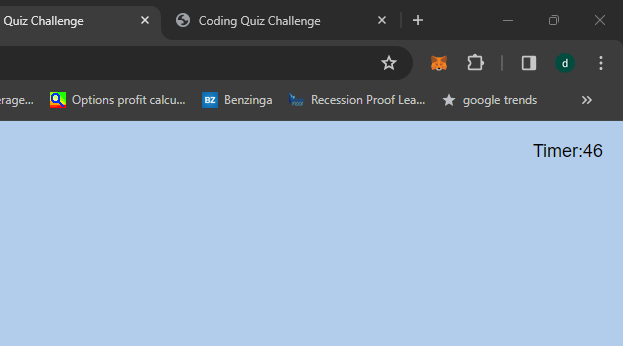 Quiz Challenge
Coding Quiz Challenge
d
erage... Options profit calcu... BZ Benzinga Recession Proof Lea... google trends
Timer:46